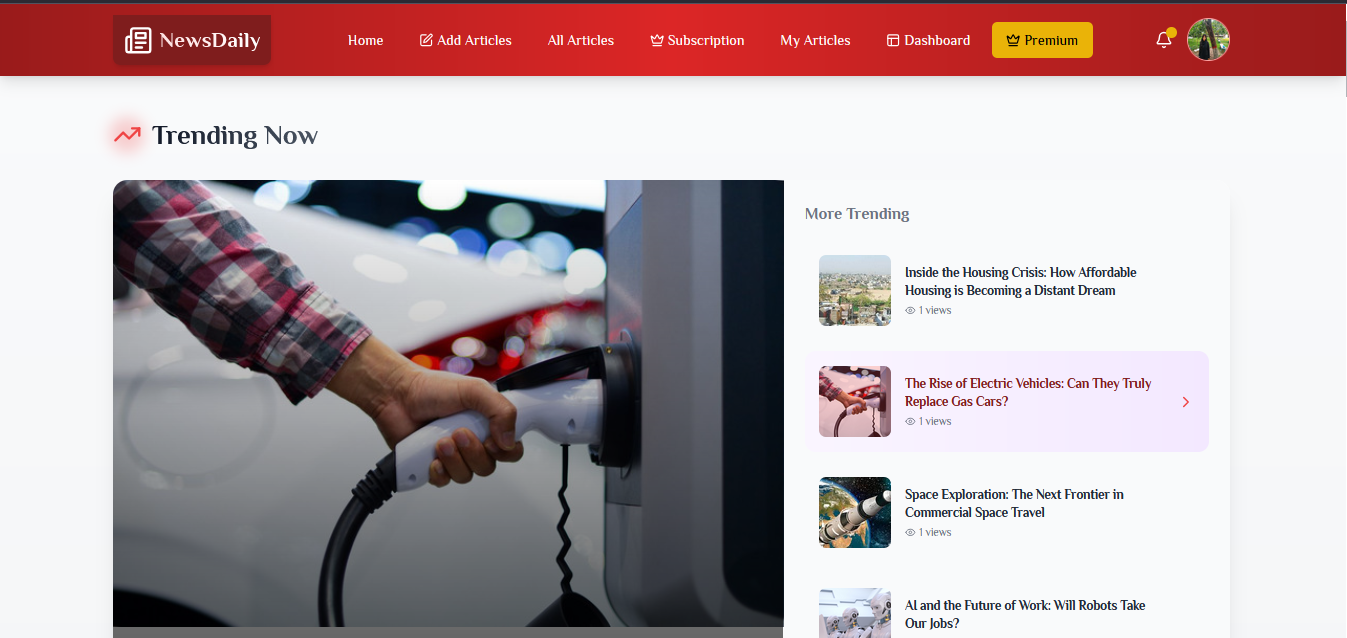 NewsDaily
Home
Add Articles
All Articles
Subscription
My Articles
Dashboard
Premium
Trending Now
More Trending
Inside the Housing Crisis: How Affordable
Housing is Becoming a Distant Dream
1 views
The Rise of Electric Vehicles: Can They Truly
Replace Gas Cars?
1 views
Space Exploration: The Next Frontier in
Commercial Space Travel
1 views
AI and the Future of Work: Will Robots Take
Our Jobs?